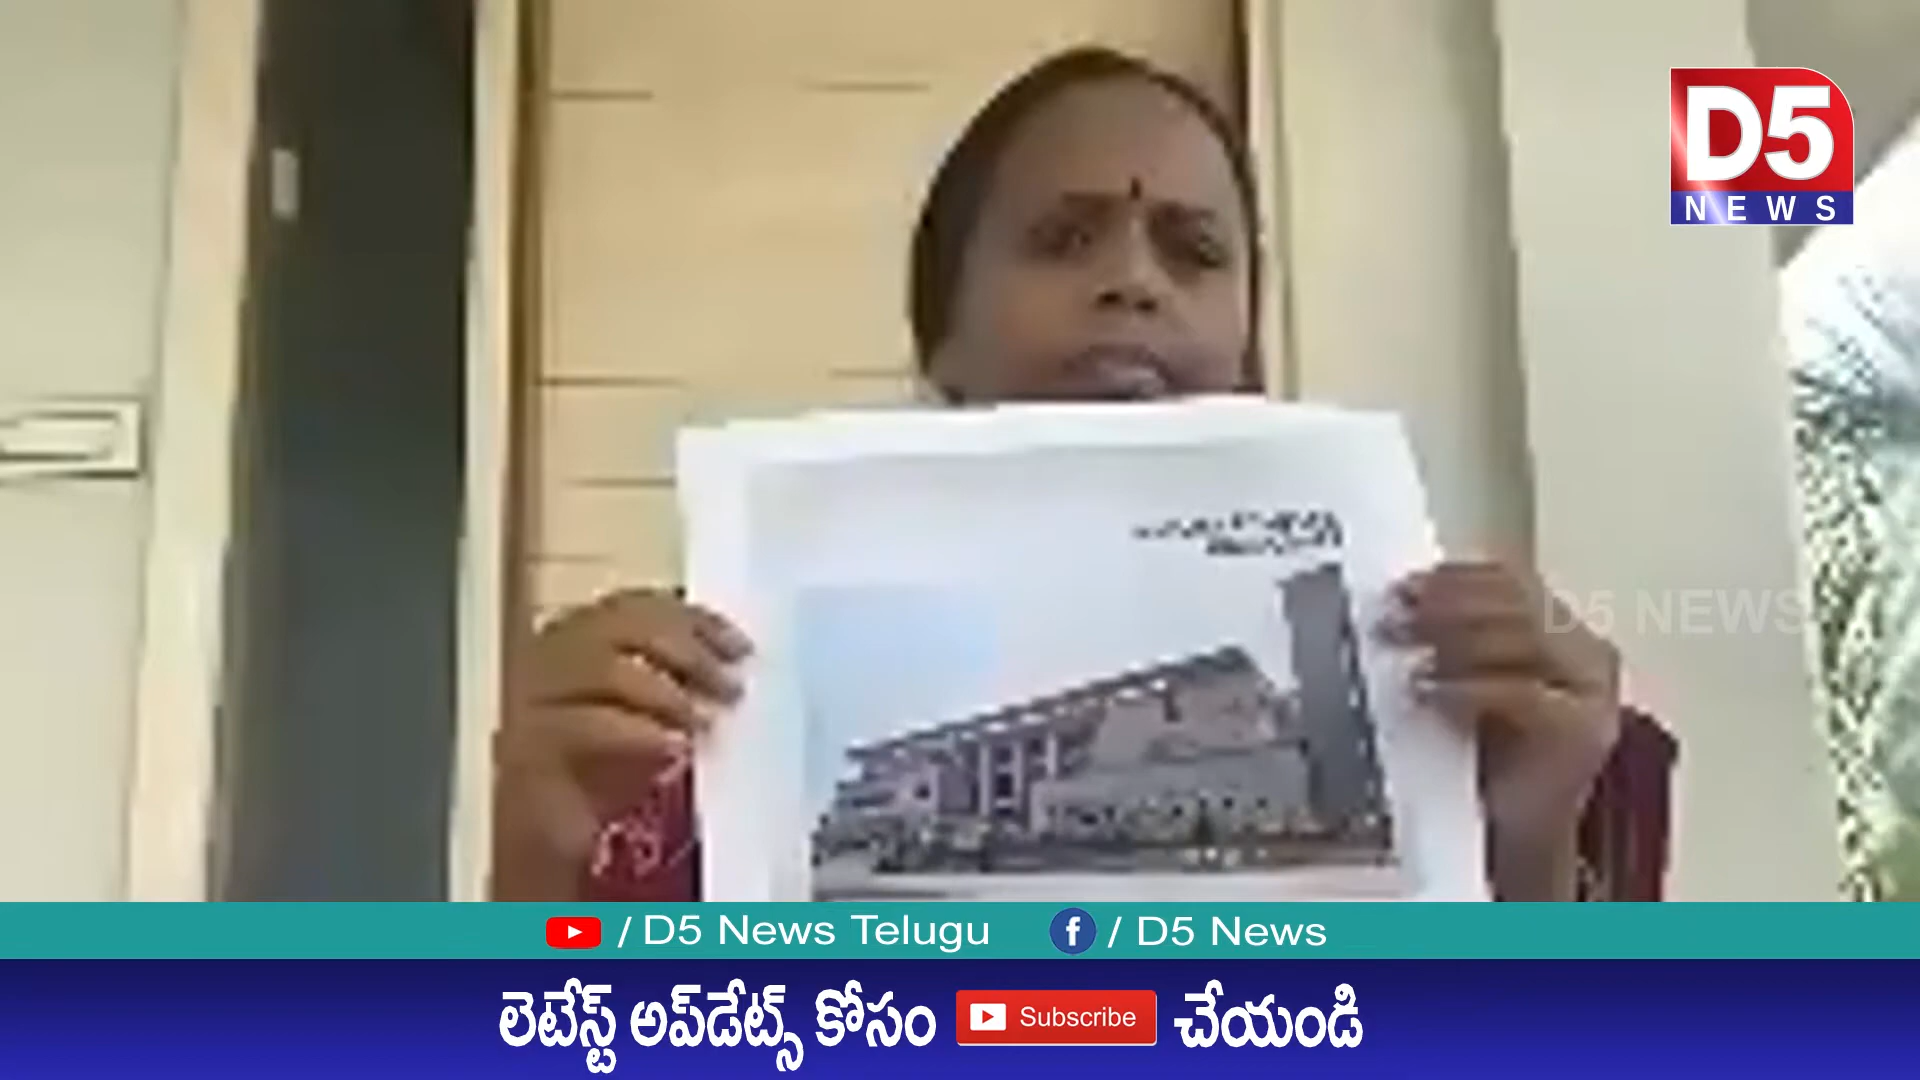 D5
NEWS
D5 NEWS
/ D5 News Telugu
/ D5 News
లెటేస్ట్ అప్‌డేట్స్ కోసం Subscribe చేయండి